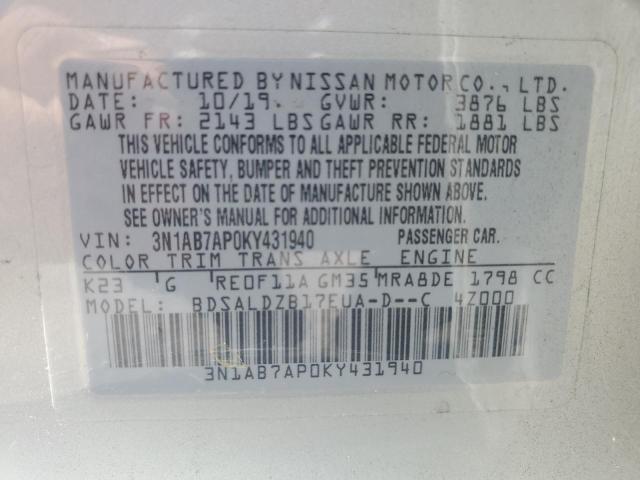 MANUFACTURED BY NISSAN MOTOR CO., LTD.
DATE: 10/19 GVWR: 3876 LBS
GAWR FR: 2143 LBS GAWR RR: 1881 LBS
THIS VEHICLE CONFORMS TO ALL APPLICABLE FEDERAL MOTOR
VEHICLE SAFETY, BUMPER AND THEFT PREVENTION STANDARDS
IN EFFECT ON THE DATE OF MANUFACTURE SHOWN ABOVE.
SEE OWNER'S MANUAL FOR ADDITIONAL INFORMATION.
VIN: 3N1AB7AP0KY431940 PASSENGER CAR.
COLOR TRIM TRANS AXLE ENGINE
K23 G RE0F11A GM35 MRA8DE 1798 CC
BDSALDZB17EUA-D--C 4Z000
3N1AB7AP0KY431940